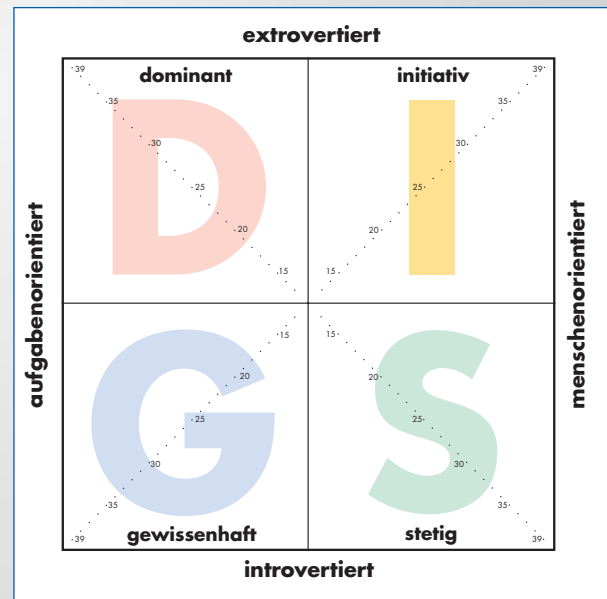 extrovertiert
dominant
initiativ
39
39
35
35
30
30
25
25
20
20
15
15
D
I
aufgabenorientiert
menschenorientiert
15
15
20
20
25
25
30
30
35
35
39
39
G
S
gewissenhaft
stetig
introvertiert